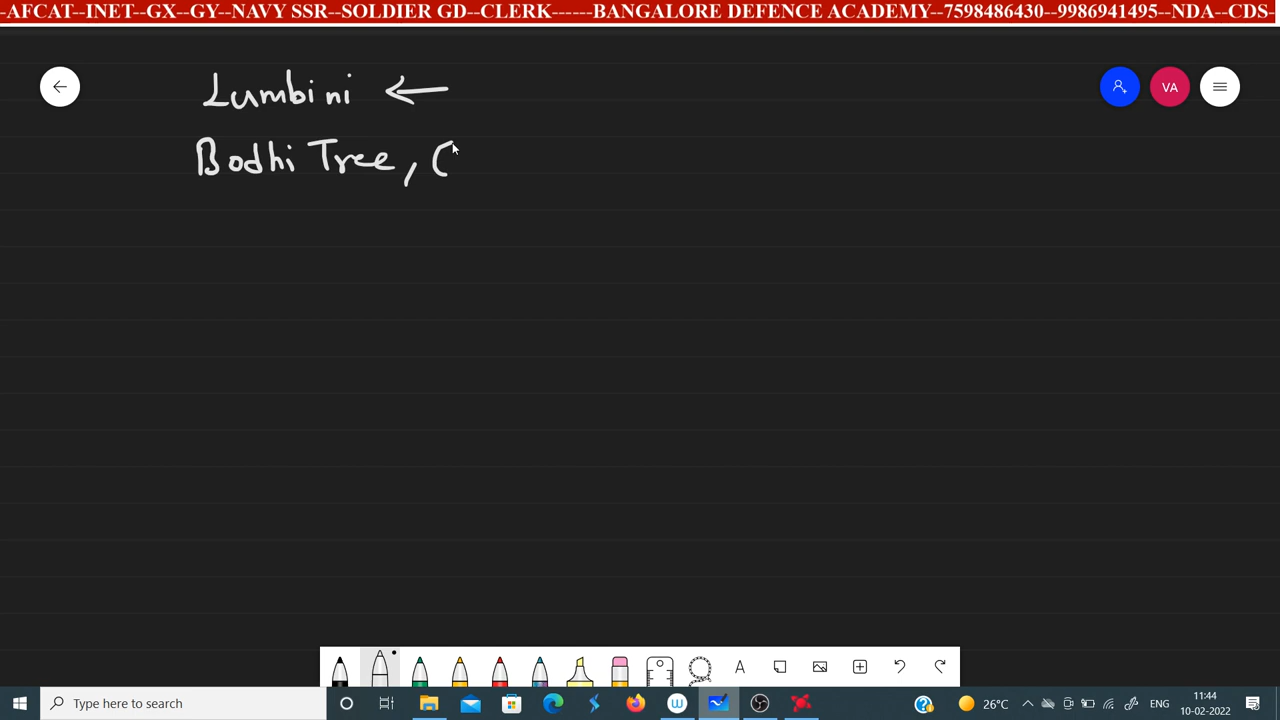 -AFCAT--INET--GX--GY--NAVY SSR--SOLDIER GD--CLERK------BANGALORE DEFENCE ACADEMY--7598486430--9986941495--NDA--CDS-
Lumbini ←
VA
Bodhi Tree, (
A
Type here to search
26°C
ENG
11:44
10-02-2022